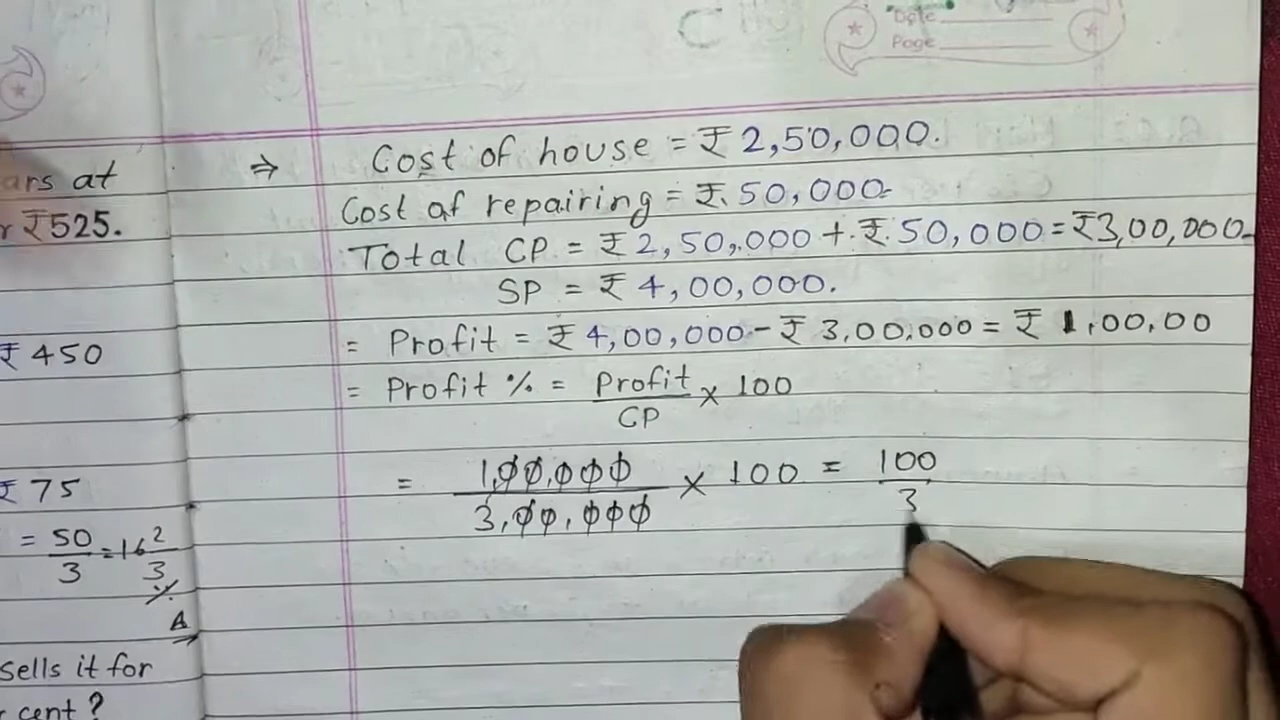 Date
Page
ars at
₹525.
₹ 450
₹ 75
= 50/3 = 16 2/3 %
A
sells it for
cent ?
⇒ Cost of house = ₹ 2,50,000.
Cost of repairing = ₹. 50,000
Total CP = ₹ 2,50,000 + ₹. 50,000 = ₹3,00,000
SP = ₹ 4,00,000.
= Profit = ₹ 4,00,000 - ₹ 3,00,000 = ₹ 1,00,00
= Profit % = Profit/CP × 100
= 1,00,000/3,00,000 × 100 = 100/3